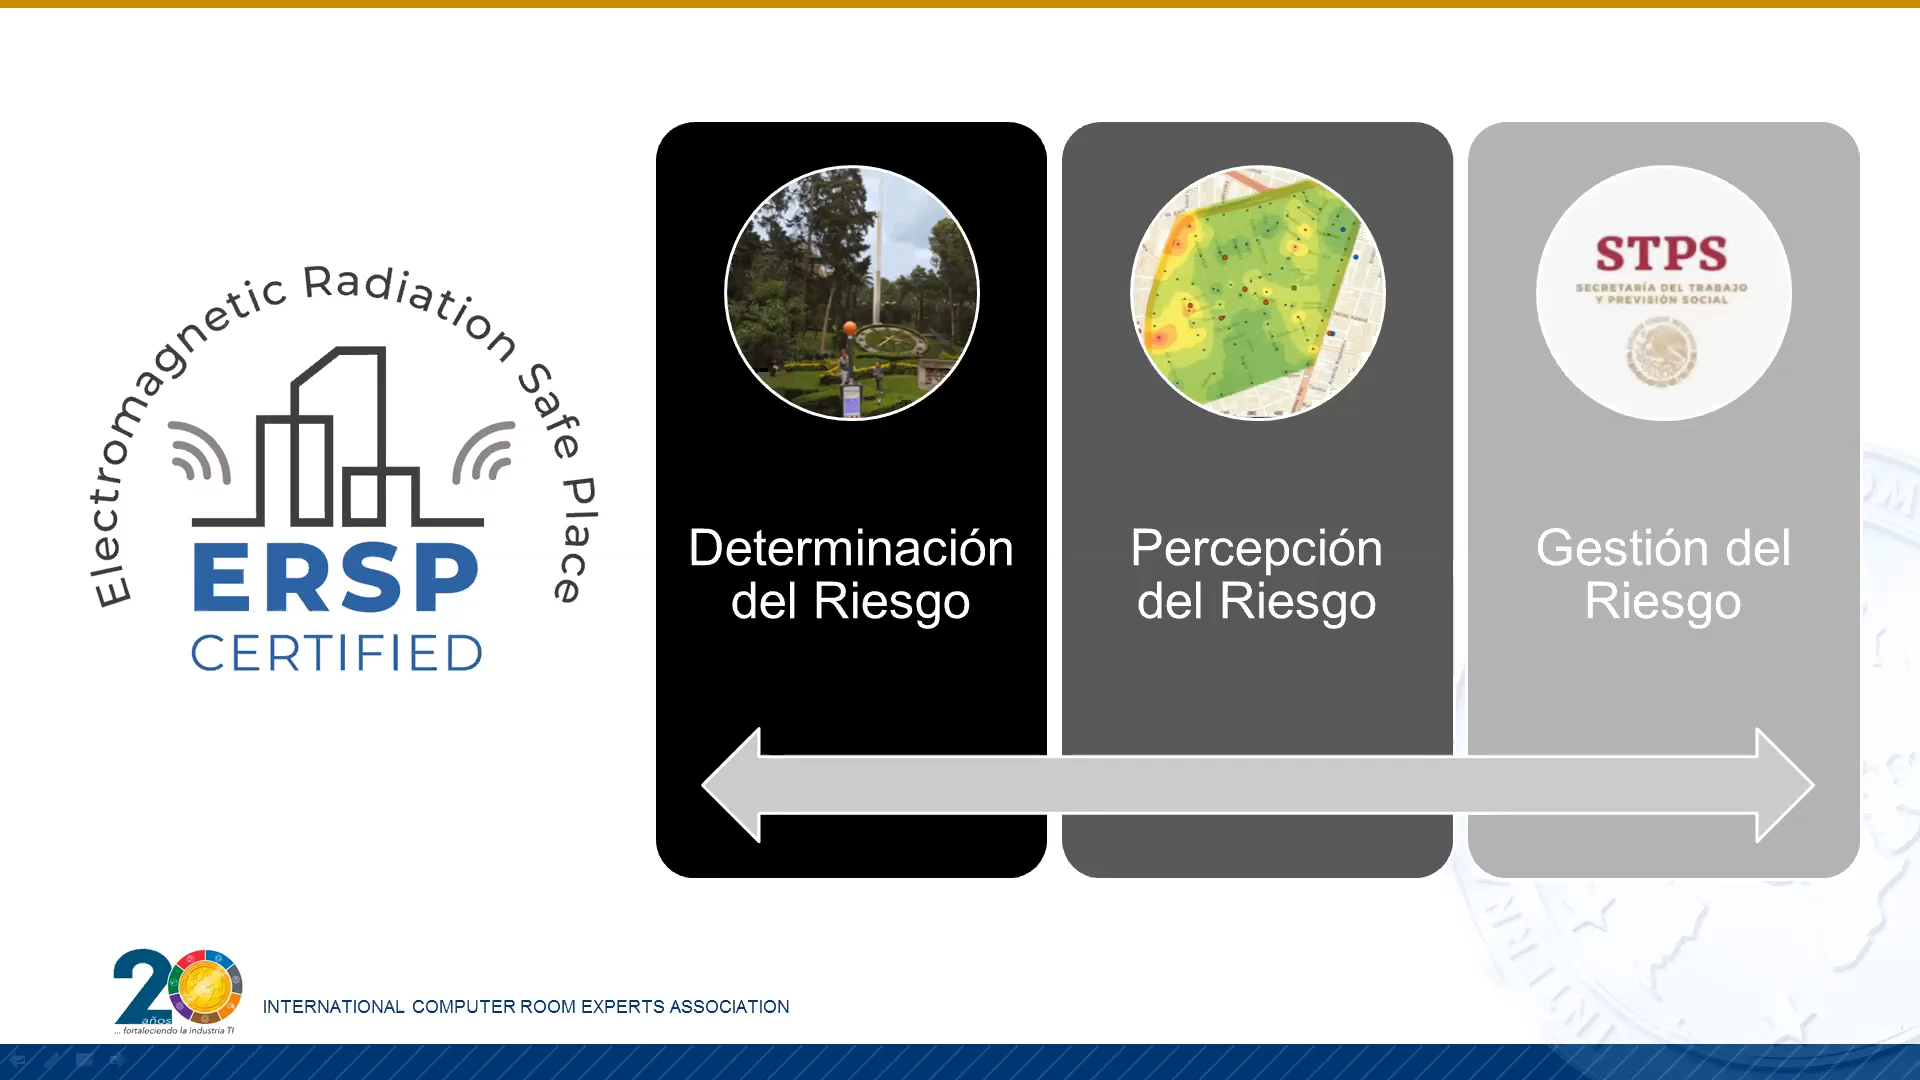 Electromagnetic Radiation Safe Place
ERSP
CERTIFIED
Determinación
del Riesgo
Percepción
del Riesgo
STPS
SECRETARÍA DEL TRABAJO
Y PREVISIÓN SOCIAL
Gestión del
Riesgo
20
años
... fortaleciendo la industria TI
INTERNATIONAL COMPUTER ROOM EXPERTS ASSOCIATION